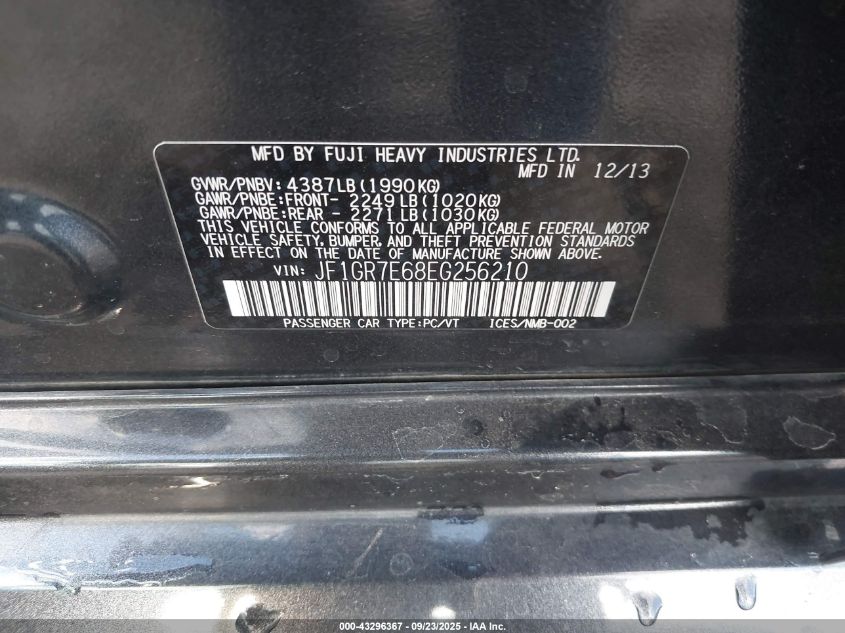 MFD BY FUJI HEAVY INDUSTRIES LTD.
MFD IN 12/13
GVWR/PNBV: 4387LB(1990KG)
GAWR/PNBE:FRONT- 2249LB(1020KG)
GAWR/PNBE:REAR - 2271LB(1030KG)
THIS VEHICLE CONFORMS TO ALL APPLICABLE FEDERAL MOTOR
VEHICLE SAFETY, BUMPER, AND THEFT PREVENTION STANDARDS
IN EFFECT ON THE DATE OF MANUFACTURE SHOWN ABOVE.
VIN: JF1GR7E68EG256210
PASSENGER CAR TYPE:PC/VT ICES/NMB-002
000-43296367 - 09/23/2025 - IAA Inc.